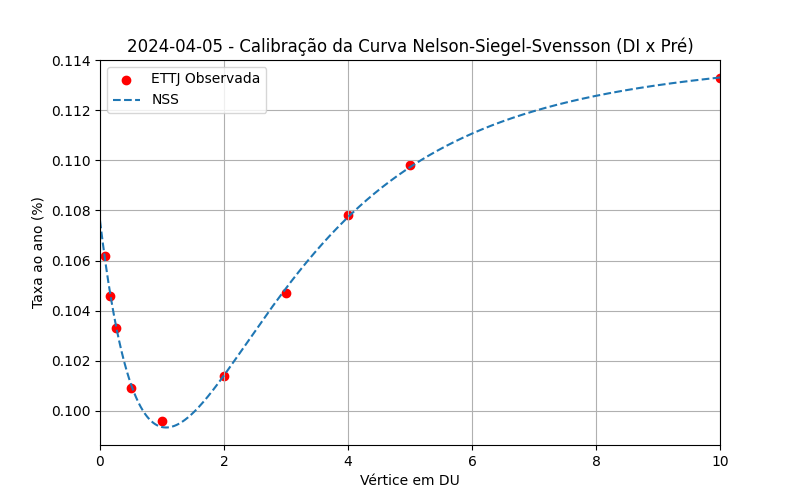 2024-04-05 - Calibração da Curva Nelson-Siegel-Svensson (DI x Pré)
ETTJ Observada
NSS
Taxa ao ano (%)
0.114
0.112
0.110
0.108
0.106
0.104
0.102
0.100
0 2 4 6 8 10
Vértice em DU